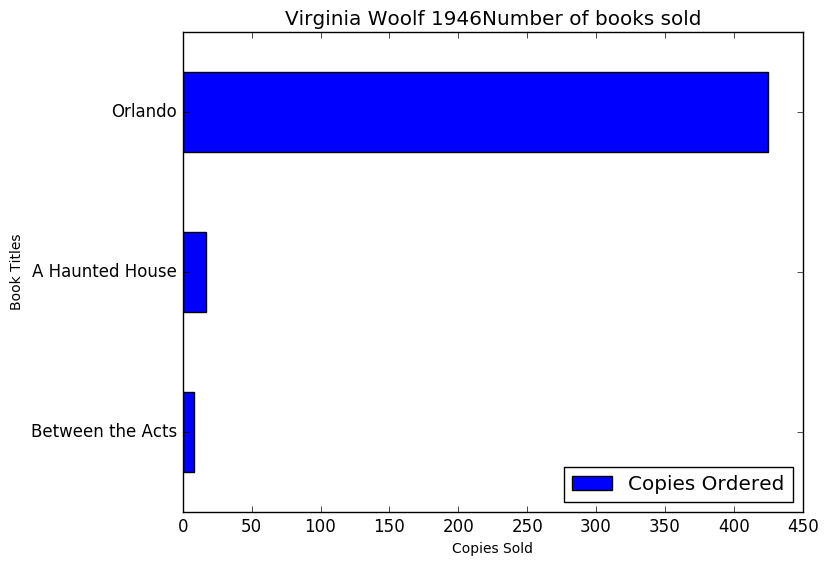 Virginia Woolf 1946Number of books sold
Orlando
A Haunted House
Between the Acts
Book Titles
Copies Ordered
0 50 100 150 200 250 300 350 400 450
Copies Sold